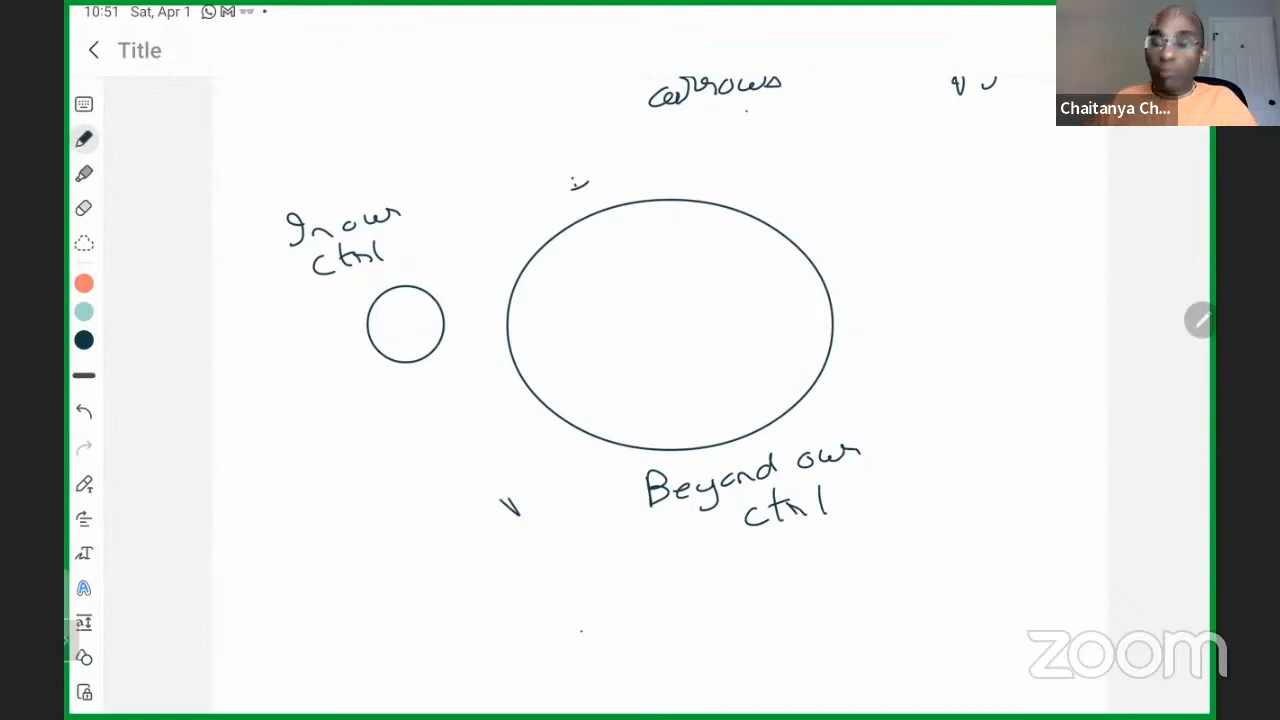 10:51 Sat, Apr 1
Title
Chaitanya Ch...
arrows
In our
ctrl
Beyond our
ctrl
zoom